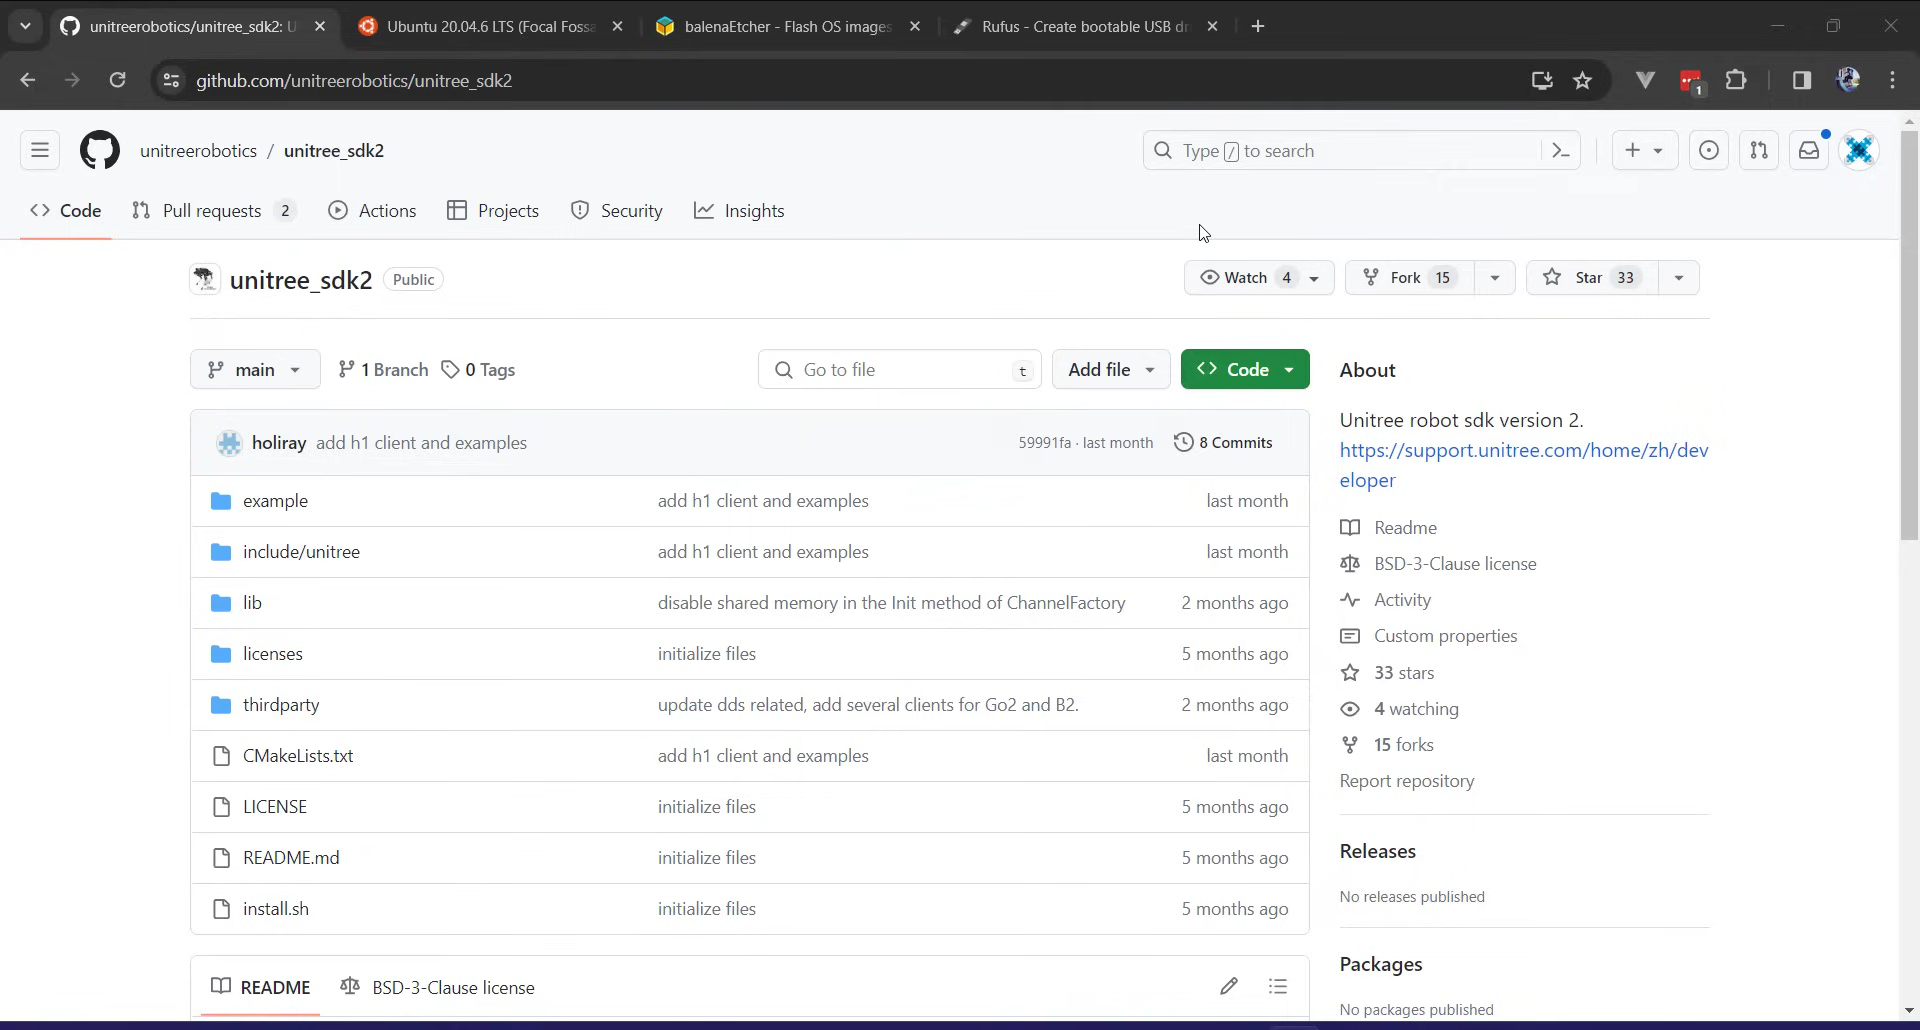 unitreerobotics/unitree_sdk2: U
Ubuntu 20.04.6 LTS (Focal Fossa
balenaEtcher - Flash OS images
Rufus - Create bootable USB dr
github.com/unitreerobotics/unitree_sdk2
1
unitreerobotics / unitree_sdk2
Type / to search
Code
Pull requests 2
Actions
Projects
Security
Insights
unitree_sdk2 Public
Watch 4
Fork 15
Star 33
main
1 Branch
0 Tags
Go to file t
Add file
Code
holiray add h1 client and examples 59991fa · last month 8 Commits
example add h1 client and examples last month
include/unitree add h1 client and examples last month
lib disable shared memory in the Init method of ChannelFactory 2 months ago
licenses initialize files 5 months ago
thirdparty update dds related, add several clients for Go2 and B2. 2 months ago
CMakeLists.txt add h1 client and examples last month
LICENSE initialize files 5 months ago
README.md initialize files 5 months ago
install.sh initialize files 5 months ago
README
BSD-3-Clause license
About
Unitree robot sdk version 2.
https://support.unitree.com/home/zh/dev
eloper
Readme
BSD-3-Clause license
Activity
Custom properties
33 stars
4 watching
15 forks
Report repository
Releases
No releases published
Packages
No packages published